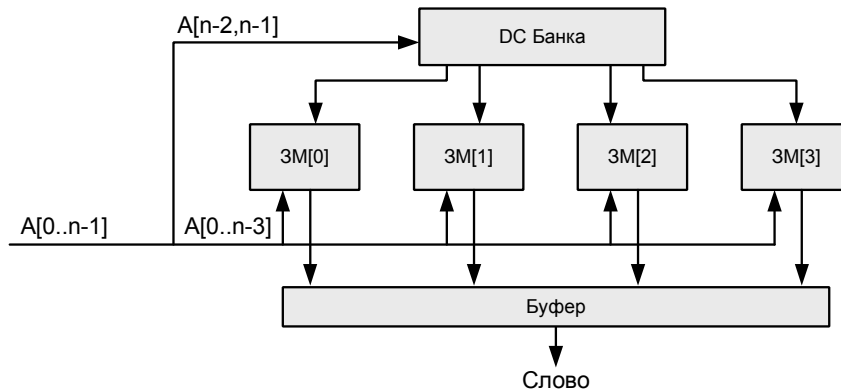 A[n-2,n-1]
DC Банка
ЗМ[0]
ЗМ[1]
ЗМ[2]
ЗМ[3]
A[0..n-1]
A[0..n-3]
Буфер
Слово